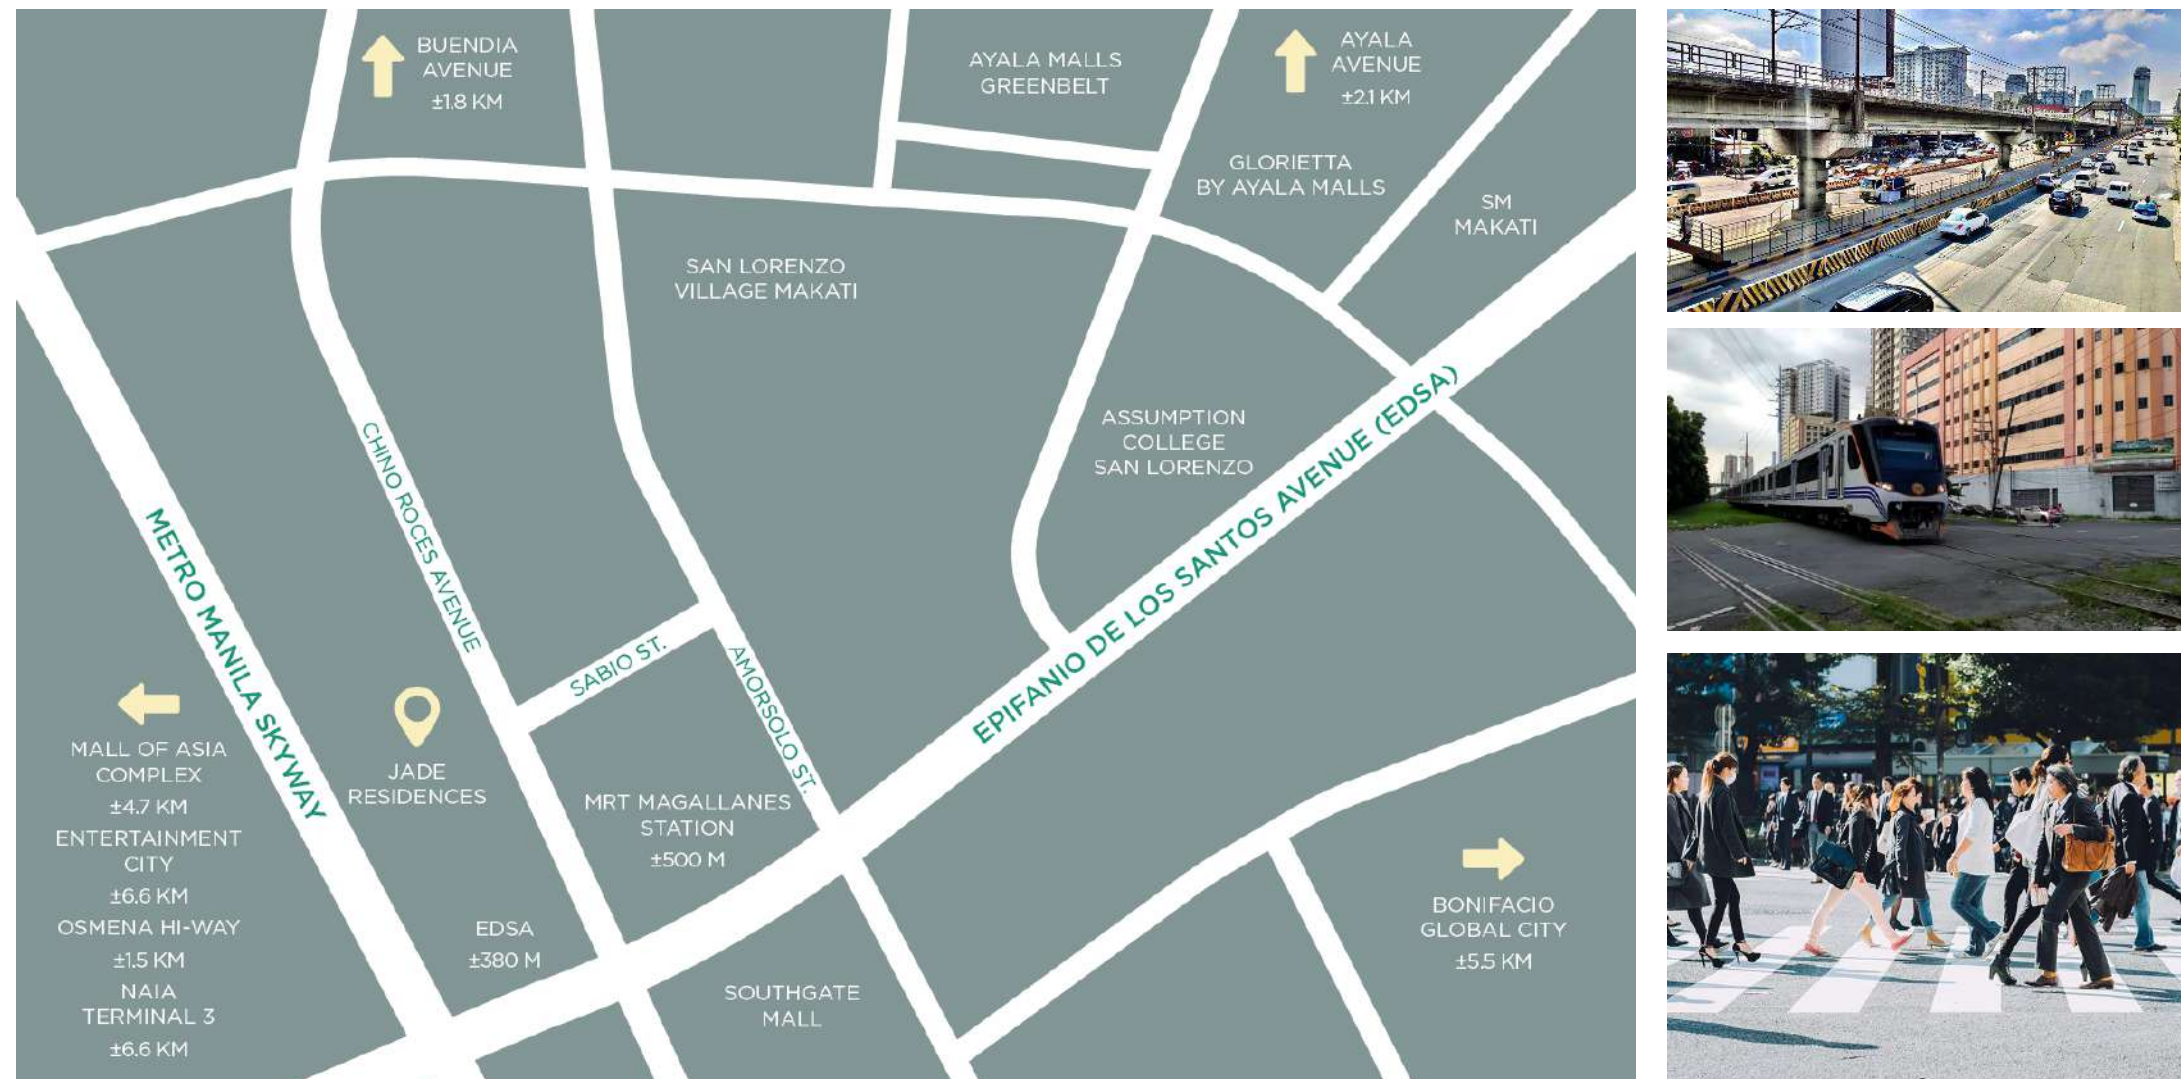 BUENDIA
AVENUE
±1.8 KM
AYALA MALLS
GREENBELT
AYALA
AVENUE
±2.1 KM
GLORIETTA
BY AYALA MALLS
SM
MAKATI
SAN LORENZO
VILLAGE MAKATI
ASSUMPTION
COLLEGE
SAN LORENZO
EPIFANIO DE LOS SANTOS AVENUE (EDSA)
CHINO ROCES AVENUE
METRO MANILA SKYWAY
SABIO ST.
AMORSOLO ST.
MALL OF ASIA
COMPLEX
±4.7 KM
ENTERTAINMENT
CITY
±6.6 KM
OSMENA HI-WAY
±1.5 KM
NAIA
TERMINAL 3
±6.6 KM
JADE
RESIDENCES
MRT MAGALLANES
STATION
±500 M
EDSA
±380 M
SOUTHGATE
MALL
BONIFACIO
GLOBAL CITY
±5.5 KM